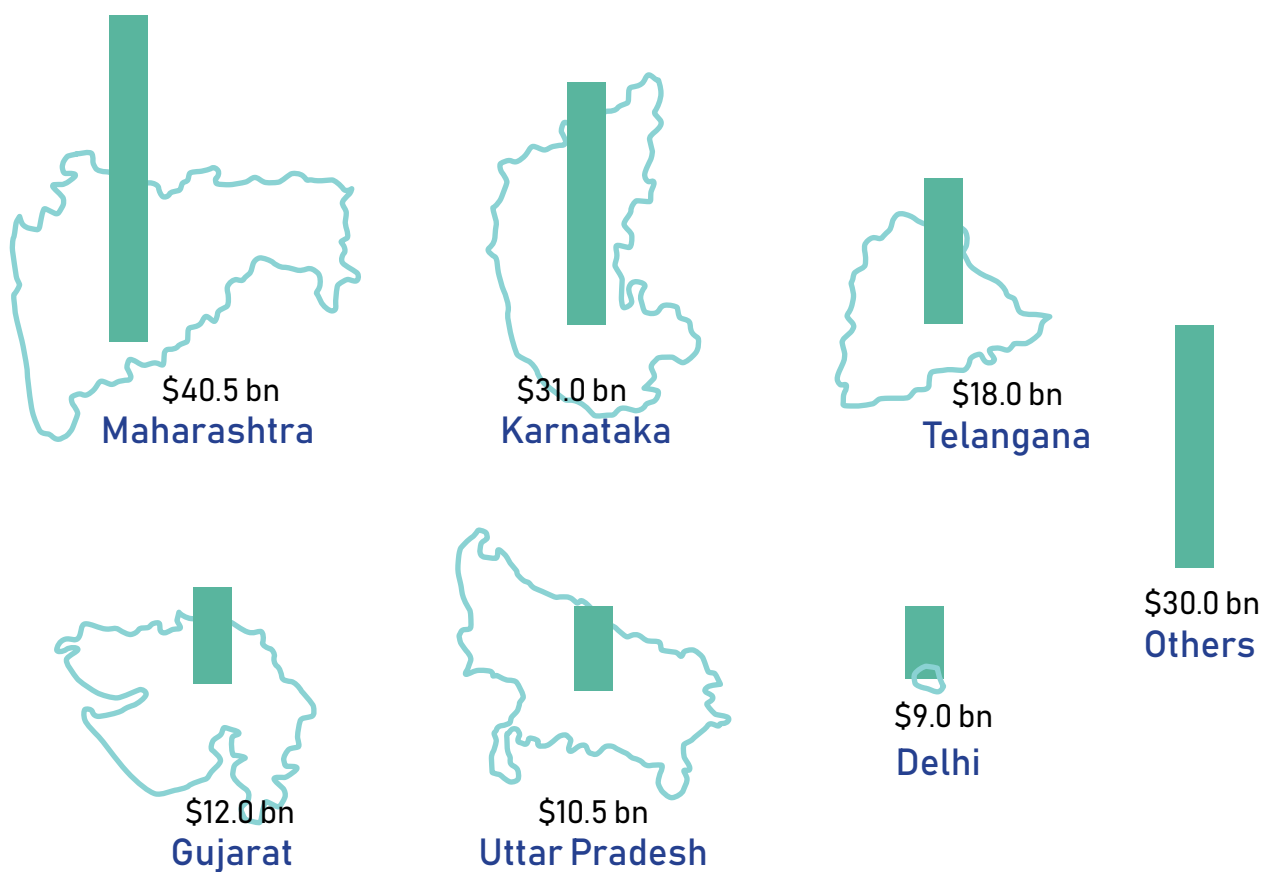 $40.5 bn
Maharashtra
$31.0 bn
Karnataka
$18.0 bn
Telangana
$30.0 bn
Others
$12.0 bn
Gujarat
$10.5 bn
Uttar Pradesh
$9.0 bn
Delhi